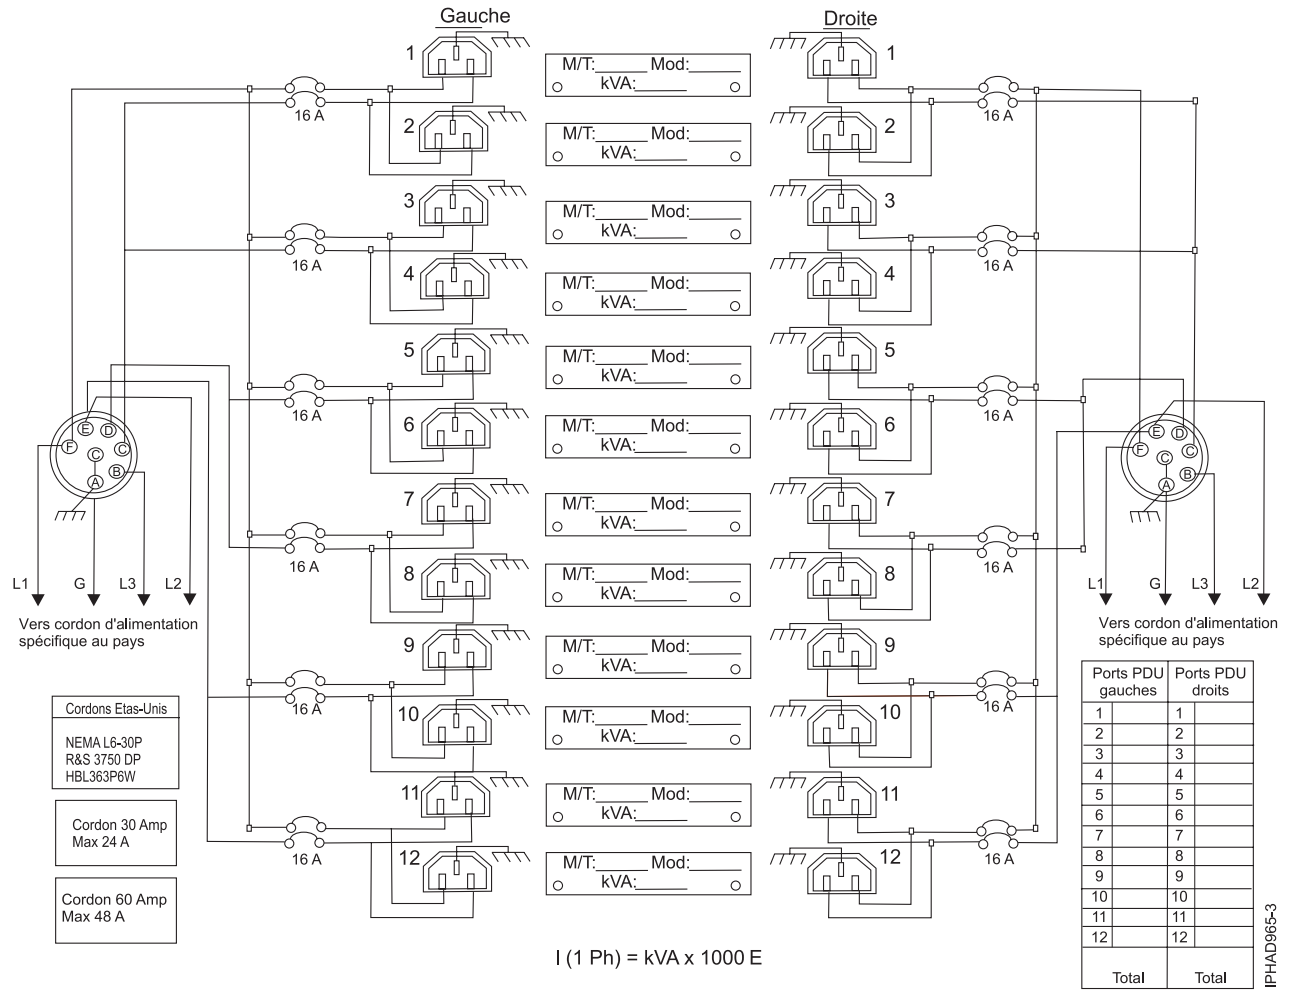 Gauche
Droite
1
M/T:______ Mod:______
kVA:______
1
16 A
16 A
2
M/T:______ Mod:______
kVA:______
2
3
M/T:______ Mod:______
kVA:______
3
16 A
16 A
4
M/T:______ Mod:______
kVA:______
4
5
M/T:______ Mod:______
kVA:______
5
16 A
16 A
6
M/T:______ Mod:______
kVA:______
6
E D
F C
C
B
A
E D
F C
C
B
A
7
M/T:______ Mod:______
kVA:______
7
16 A
16 A
8
M/T:______ Mod:______
kVA:______
8
L1 G L3 L2
Vers cordon d'alimentation
spécifique au pays
L1 G L3 L2
Vers cordon d'alimentation
spécifique au pays
9
M/T:______ Mod:______
kVA:______
9
16 A
16 A
10
M/T:______ Mod:______
kVA:______
10
11
M/T:______ Mod:______
kVA:______
11
16 A
16 A
12
M/T:______ Mod:______
kVA:______
12
Cordons Etas-Unis
NEMA L6-30P
R&S 3750 DP
HBL363P6W
Cordon 30 Amp
Max 24 A
Cordon 60 Amp
Max 48 A
I (1 Ph) = kVA x 1000 E
Ports PDU Ports PDU
gauches droits
1 1
2 2
3 3
4 4
5 5
6 6
7 7
8 8
9 9
10 10
11 11
12 12
Total Total
IPHAD965-3